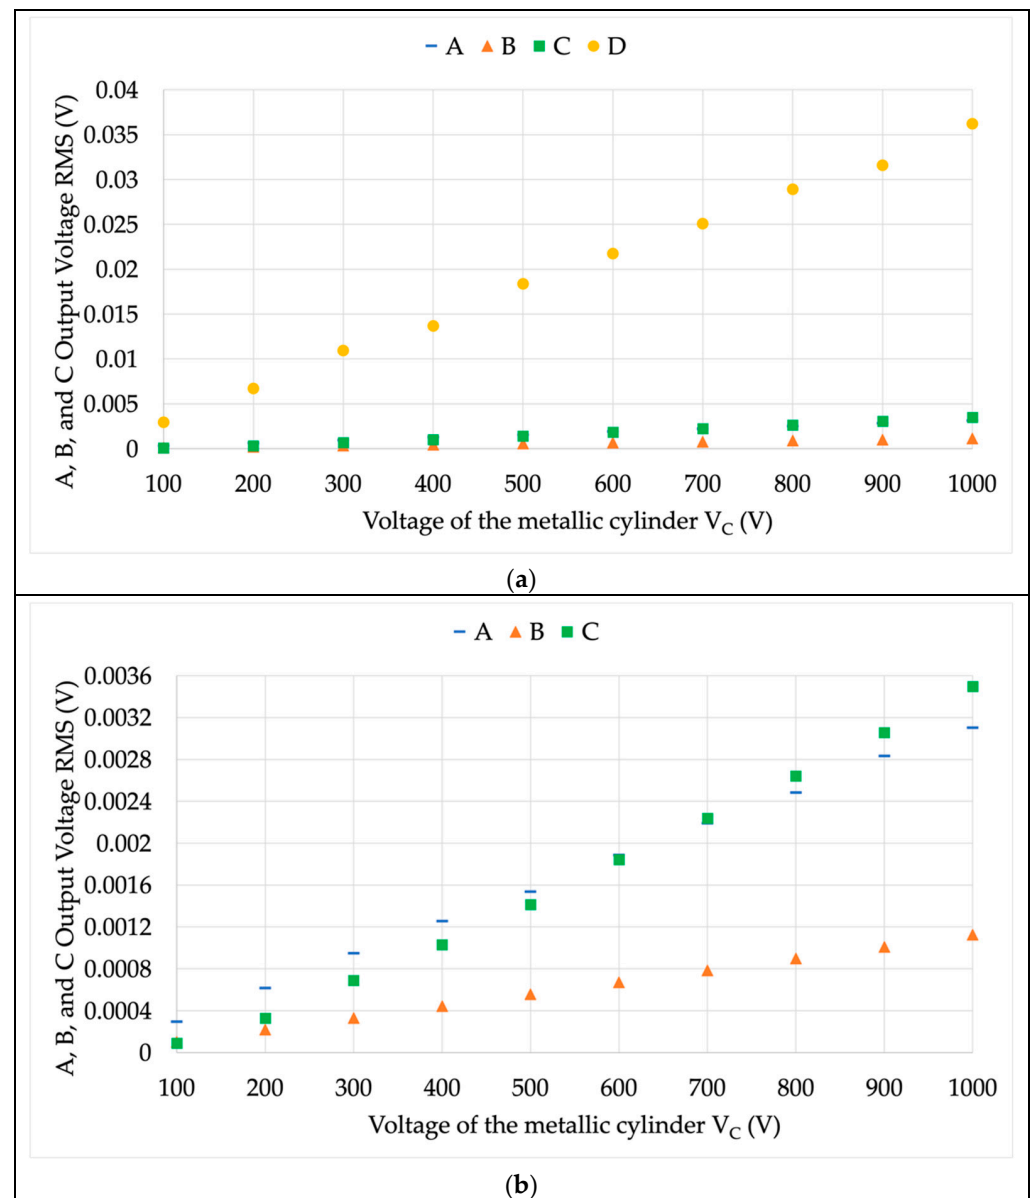 A B C D
A, B, and C Output Voltage RMS (V)
0.04
0.035
0.03
0.025
0.02
0.015
0.01
0.005
0
100 200 300 400 500 600 700 800 900 1000
Voltage of the metallic cylinder VC (V)
(a)
A B C
A, B, and C Output Voltage RMS (V)
0.0036
0.0032
0.0028
0.0024
0.002
0.0016
0.0012
0.0008
0.0004
0
100 200 300 400 500 600 700 800 900 1000
Voltage of the metallic cylinder VC (V)
(b)